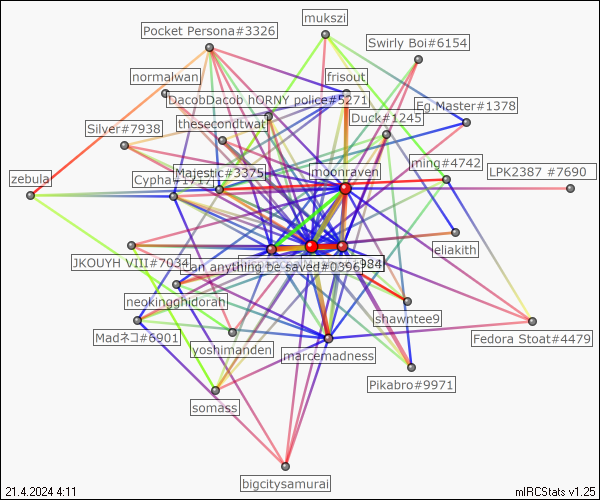 mukszi
Pocket Persona#3326
Swirly Boi#6154
normalwan
frisout
DacobDacob hORNY police#5271
Eg.Master#1378
Duck#1245
thesecondtwat
Silver#7938
ming#4742
moonraven
LPK2387 #7690
Majestic#3375
zebula
Cypha#1717
eliakith
JKOUYH VIII#7034
can anything be saved#0396
984
neokingghidorah
shawntee9
Madネコ#6901
Fedora Stoat#4479
yoshimanden
marcemadness
Pikabro#9971
somass
bigcitysamurai
21.4.2024 4:11
mIRCStats v1.25